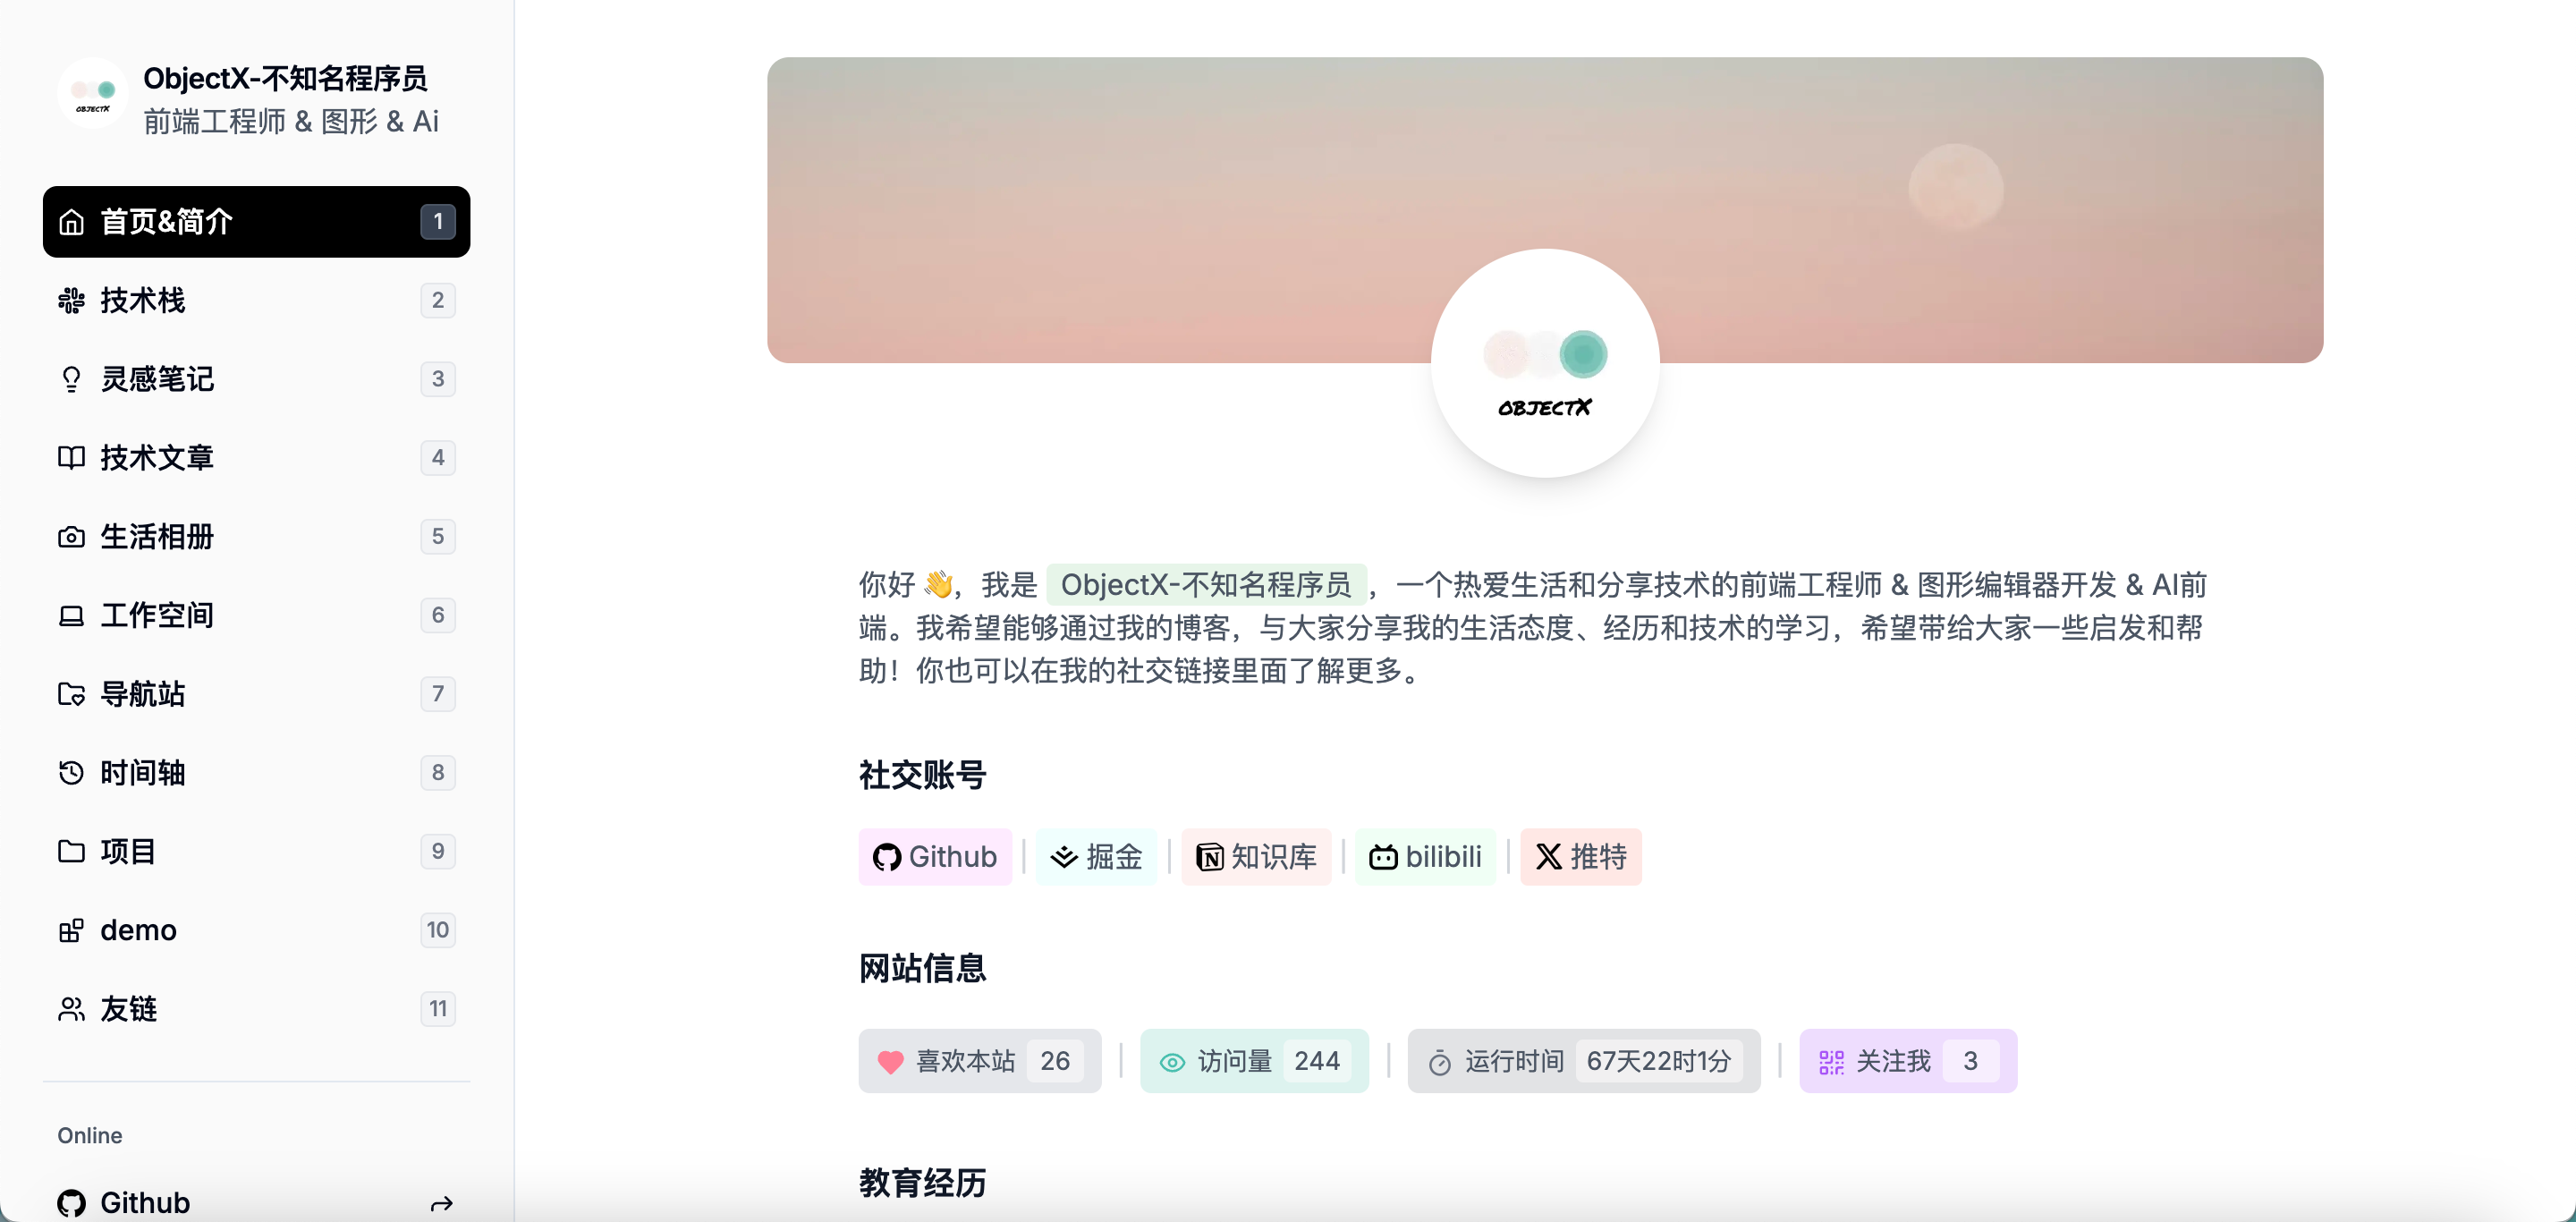 OBJECTX
ObjectX-不知名程序员
前端工程师 & 图形 & Ai
首页&简介 1
技术栈 2
灵感笔记 3
技术文章 4
生活相册 5
工作空间 6
导航站 7
时间轴 8
项目 9
demo 10
友链 11
Online
Github
OBJECTX
你好 👋，我是 ObjectX-不知名程序员 ，一个热爱生活和分享技术的前端工程师 & 图形编辑器开发 & AI前
端。我希望能够通过我的博客，与大家分享我的生活态度、经历和技术的学习，希望带给大家一些启发和帮
助！你也可以在我的社交链接里面了解更多。
社交账号
Github 掘金 知识库 bilibili 推特
网站信息
喜欢本站 26 访问量 244 运行时间 67天22时1分 关注我 3
教育经历